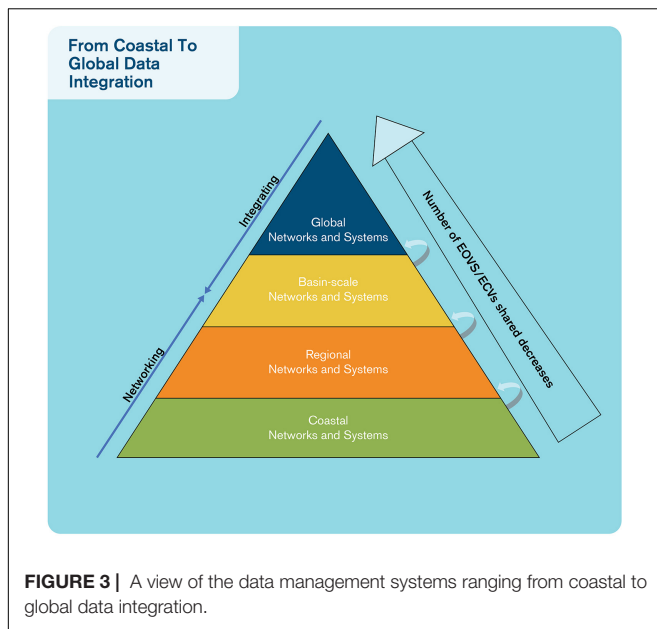 From Coastal To
Global Data
Integration
Integrating
Networking
Number of EOVS/ECVs shared decreases
Global
Networks and Systems
Basin-scale
Networks and Systems
Regional
Networks and Systems
Coastal
Networks and Systems
FIGURE 3 | A view of the data management systems ranging from coastal to
global data integration.